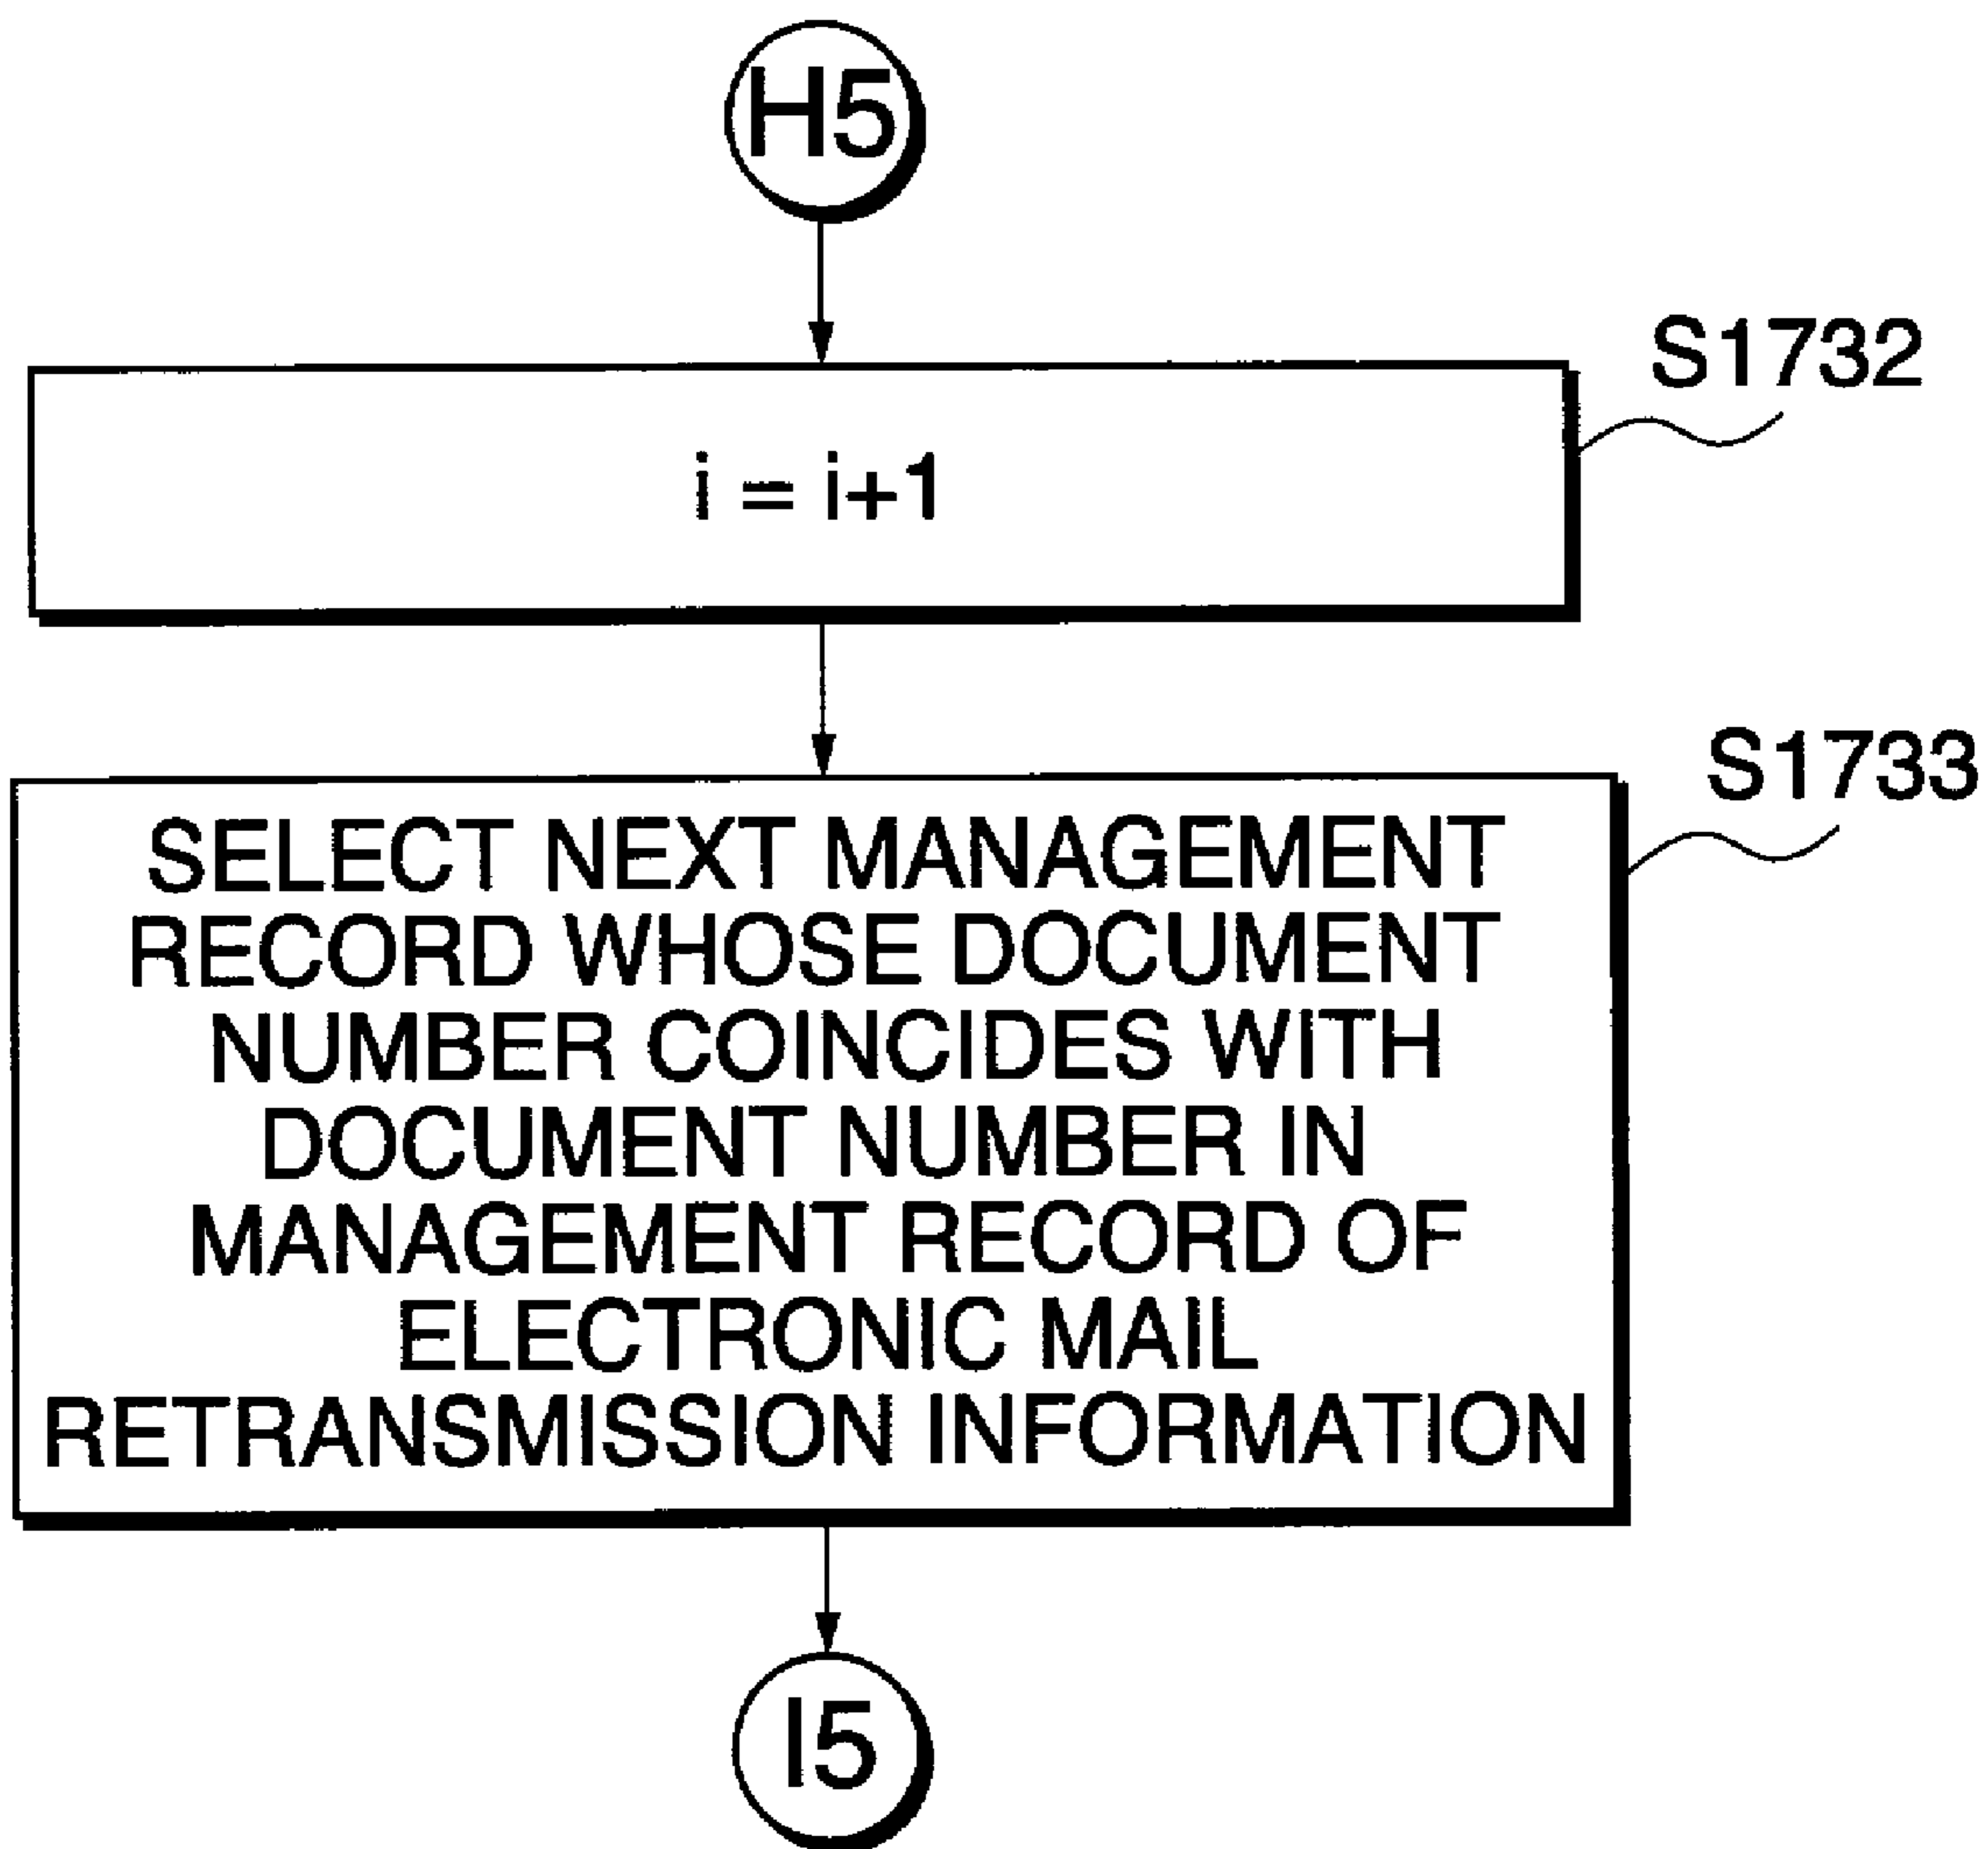 H5
S1732
i = i+1
S1733
SELECT NEXT MANAGEMENT
RECORD WHOSE DOCUMENT
NUMBER COINCIDES WITH
DOCUMENT NUMBER IN
MANAGEMENT RECORD OF
ELECTRONIC MAIL
RETRANSMISSION INFORMATION
I5